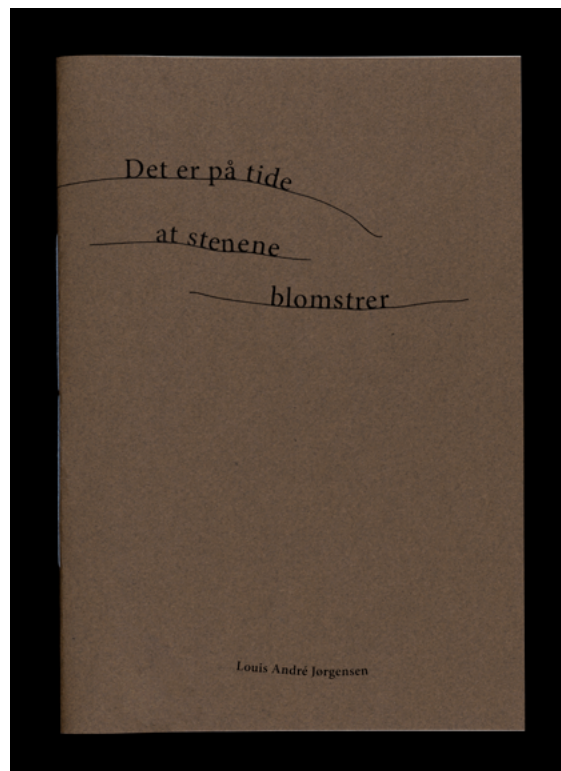 Det er på tide
at stenene
blomstrer
Louis André Jørgensen